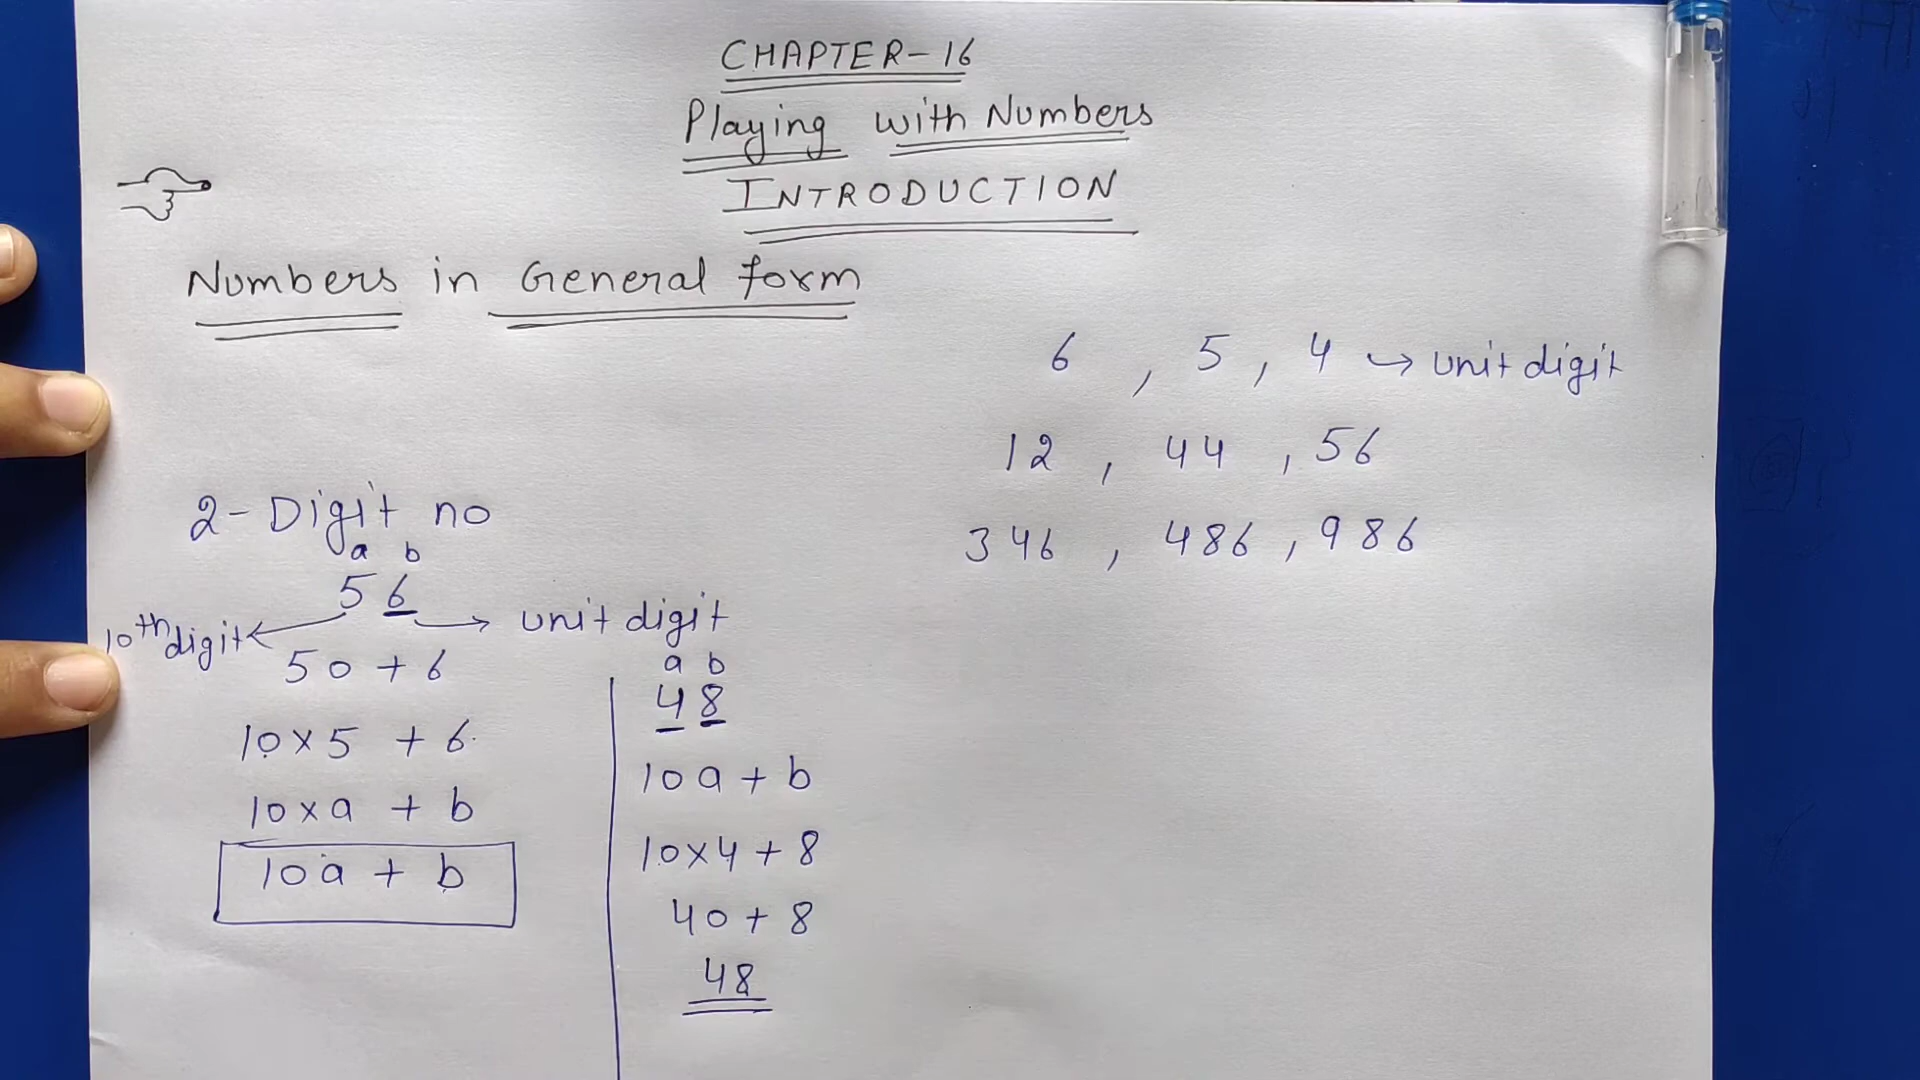 CHAPTER-16
Playing with Numbers
INTRODUCTION
Numbers in General form
6 , 5 , 4 → unit digit
12 , 44 , 56
346 , 486 , 986
2-Digit no
a b
56
10th digit ← → unit digit
50 + 6
10×5 + 6
10×a + b
10a + b
a b
48
10a + b
10×4 + 8
40 + 8
48